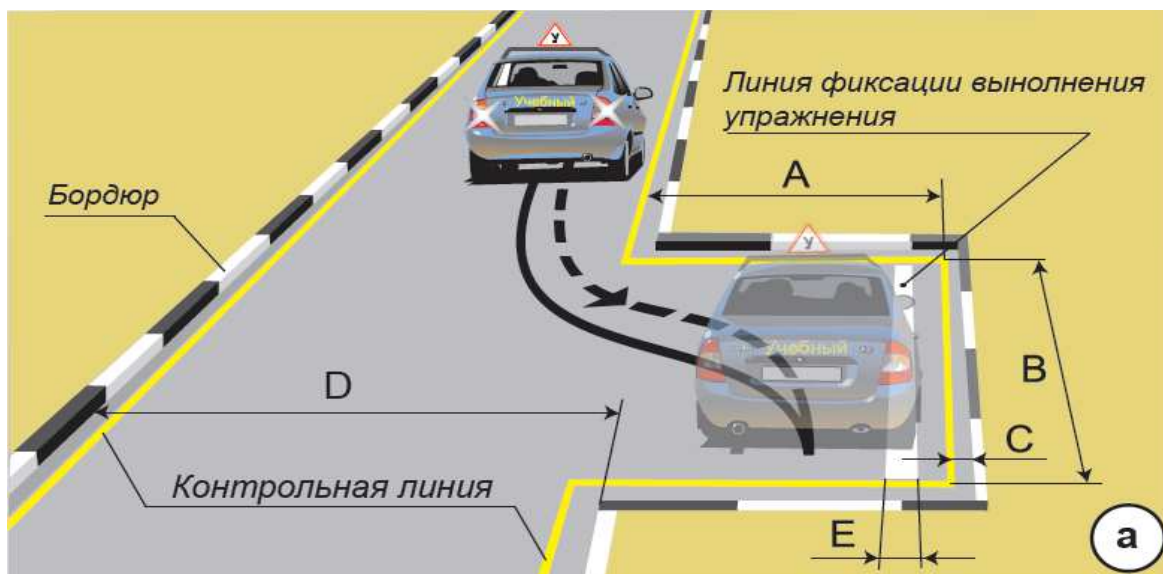 У
Учебный
Линия фиксации вынолнения
упражнения
А
Бордюр
У
Учебный
B
D
C
Контрольная линия
E
а